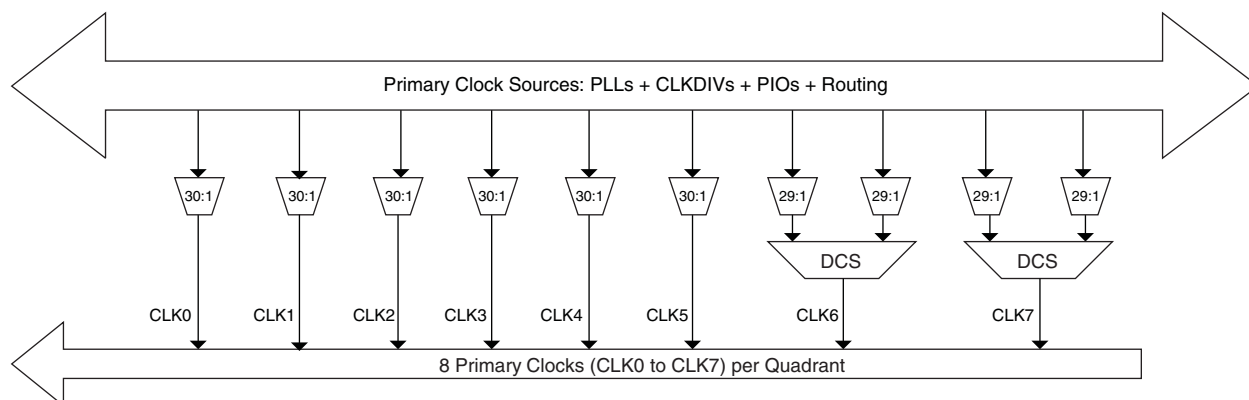 Primary Clock Sources: PLLs + CLKDIVs + PIOs + Routing
30:1
30:1
30:1
30:1
30:1
30:1
29:1
29:1
29:1
29:1
DCS
DCS
CLK0
CLK1
CLK2
CLK3
CLK4
CLK5
CLK6
CLK7
8 Primary Clocks (CLK0 to CLK7) per Quadrant